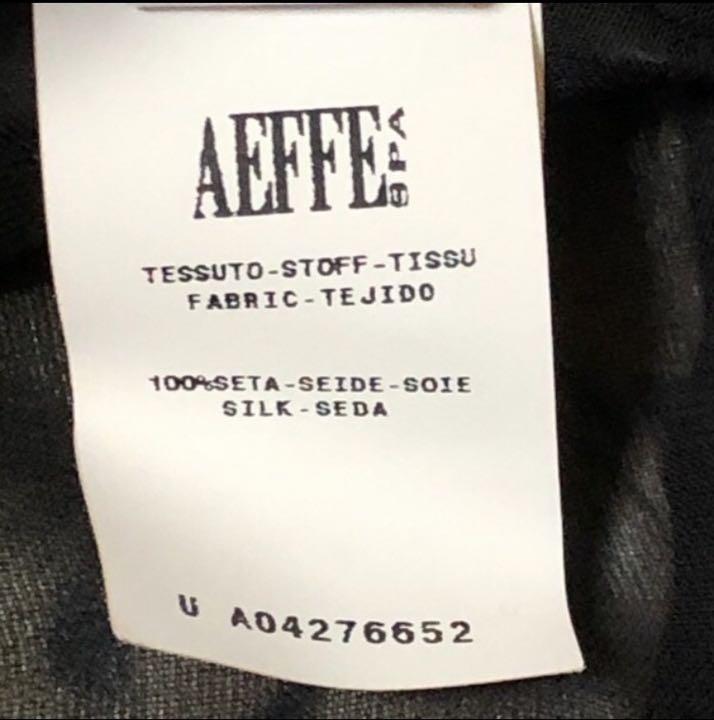 AEFFE SPA
TESSUTO-STOFF-TISSU
FABRIC-TEJIDO
100%SETA-SEIDE-SOIE
SILK-SEDA
U A04276652